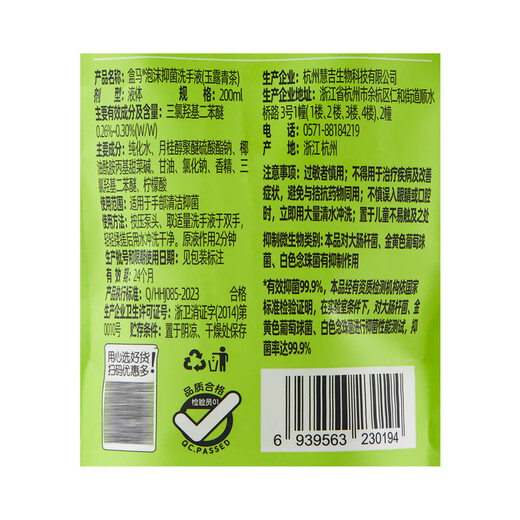 产品名称:盒马®泡沫抑菌洗手液(玉露青茶)
剂 型:液体 规 格:200ml
主要有效成分及含量:三氯羟基二苯醚
0.26%~0.30%(W/W)
成 分:纯化水、月桂醇聚醚硫酸酯钠、椰
油酰胺丙基甜菜碱、甘油、氯化钠、香精、三
氯羟基二苯醚、柠檬酸
使用范围:适用于手部清洁抑菌
使用方法:按压泵头、取适量洗手液于双手,
轻轻揉搓后用水冲洗干净。原液作用2分钟
生产批号和限期使用日期:见包装标注
有 效 期:24个月
产品执行标准:Q/HHJ085-2023 合格
生产企业卫生许可证号:浙卫消证字(2014)第
0010号 贮存条件:置于阴凉、干燥处保存
用心选好货!
扫码优惠多!
品质合格
检验员01
QC.PASSED
生产企业:杭州慧吉生物科技有限公司
生产企业地址:浙江省杭州市余杭区仁和街道顺水
桥路3号1幢(1楼,2楼,3楼,4楼),2幢
电 话:0571-88184219
产 地:浙江 杭州
注意事项:过敏者慎用;不得用于治疗疾病及改善
症状,避免与拮抗药物同用;不慎误入眼睛或口腔
时,立即用大量清水冲洗;置于儿童不易触及之处
抑制微生物类别:本品对大肠杆菌、金黄色葡萄球
菌、白色念珠菌有抑制作用
*有效抑菌99.9%,本品经有资质检测机构依国家
标准检验证明,在实验室条件下,对大肠杆菌、金
黄色葡萄球菌、白色念珠菌进行抑菌性能测试,抑
菌率达99.9%
6 939563 230194